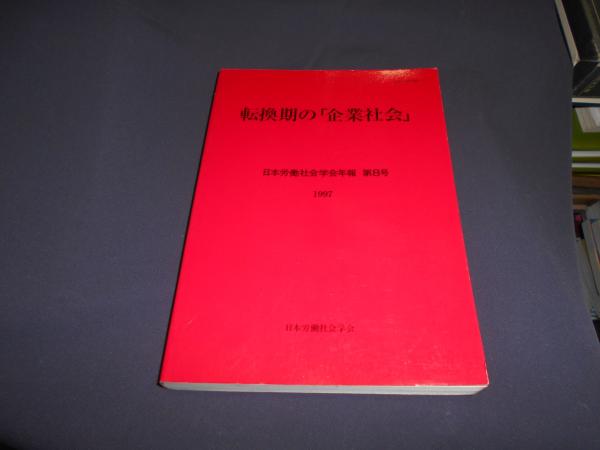 転換期の「企業社会」
日本労働社会学会年報 第8号
1997
日本労働社会学会